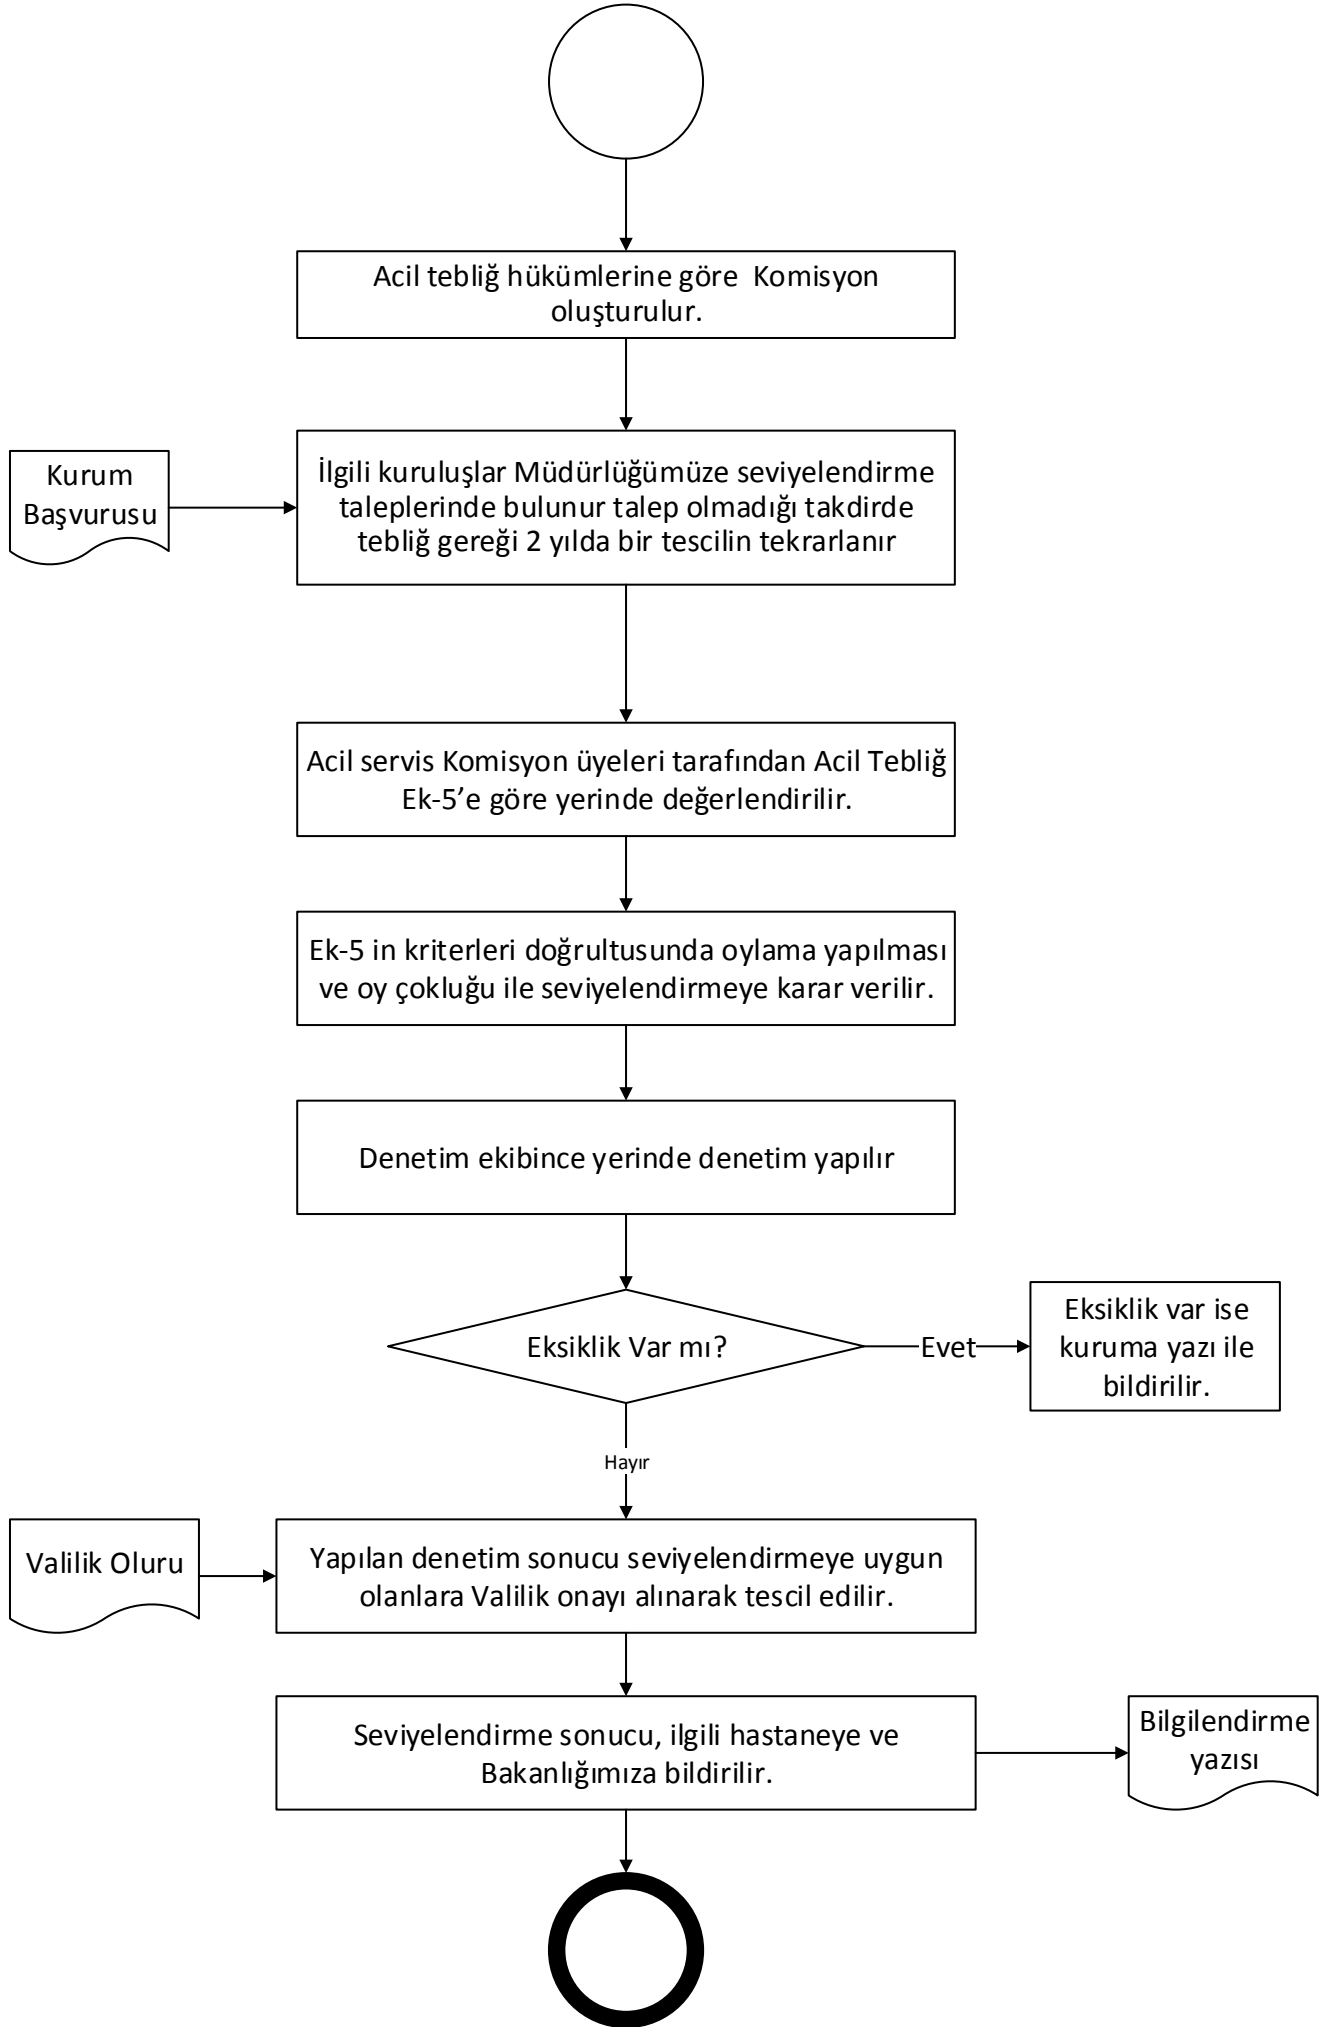 Acil tebliğ hükümlerine göre  Komisyon
oluşturulur.
Kurum
Başvurusu
İlgili kuruluşlar Müdürlüğümüze seviyelendirme
taleplerinde bulunur talep olmadığı takdirde
tebliğ gereği 2 yılda bir tescilin tekrarlanır
Acil servis Komisyon üyeleri tarafından Acil Tebliğ
Ek-5’e göre yerinde değerlendirilir.
Ek-5 in kriterleri doğrultusunda oylama yapılması
ve oy çokluğu ile seviyelendirmeye karar verilir.
Denetim ekibince yerinde denetim yapılır
Eksiklik Var mı?
Evet
Eksiklik var ise
kuruma yazı ile
bildirilir.
Hayır
Valilik Oluru
Yapılan denetim sonucu seviyelendirmeye uygun
olanlara Valilik onayı alınarak tescil edilir.
Seviyelendirme sonucu, ilgili hastaneye ve
Bakanlığımıza bildirilir.
Bilgilendirme
yazısı